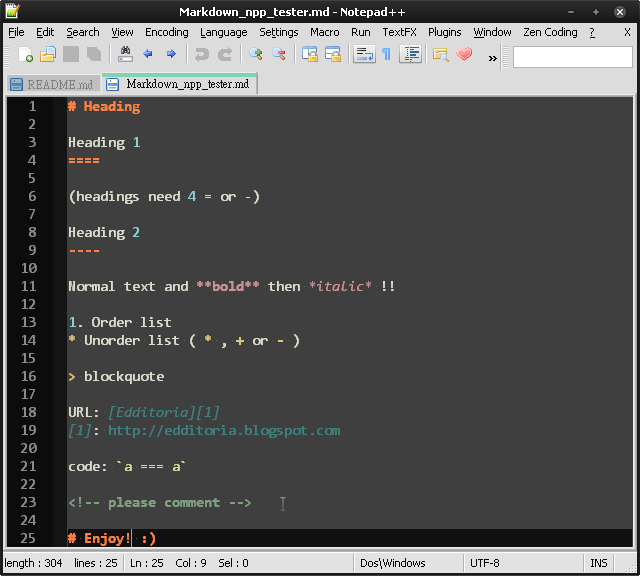 Markdown_npp_tester.md - Notepad++
File Edit Search View Encoding Language Settings Macro Run TextFX Plugins Window Zen Coding ? X
README.md Markdown_npp_tester.md
1 # Heading
2
3 Heading 1
4 ====
5
6 (headings need 4 = or -)
7
8 Heading 2
9 ----
10
11 Normal text and **bold** then *italic* !!
12
13 1. Order list
14 * Unorder list ( * , + or - )
15
16 > blockquote
17
18 URL: [Edditoria][1]
19 [1]: http://edditoria.blogspot.com
20
21 code: `a === a`
22
23 <!-- please comment -->
24
25 # Enjoy! :)
length : 304 lines : 25 Ln : 25 Col : 9 Sel : 0 Dos\Windows UTF-8 INS